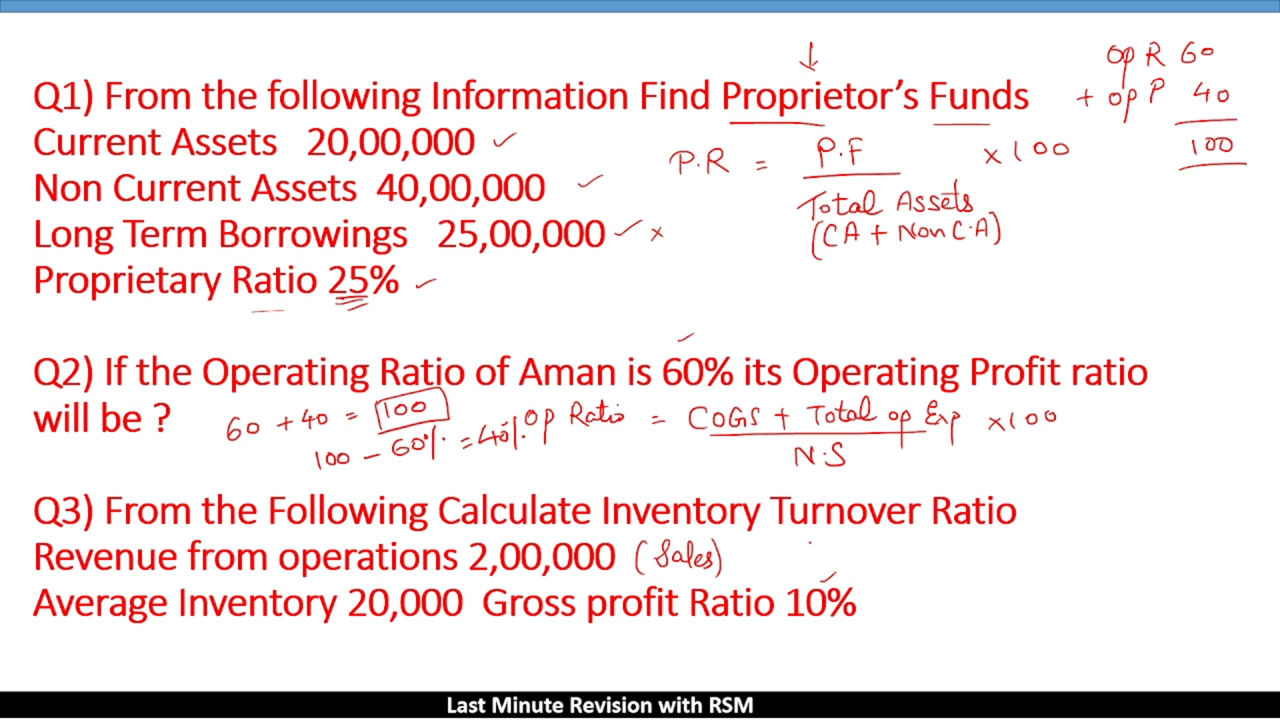 Op R 60
+ Op P 40
100
Q1) From the following Information Find Proprietor's Funds
Current Assets 20,00,000
P.R = P.F × 100
Total Assets
(CA + Non C.A)
Non Current Assets 40,00,000
Long Term Borrowings 25,00,000 ×
Proprietary Ratio 25%
Q2) If the Operating Ratio of Aman is 60% its Operating Profit ratio
will be ?
60 + 40 = 100
100 - 60% = 40%
Op Ratio = COGS + Total op Exp ×100
N.S
Q3) From the Following Calculate Inventory Turnover Ratio
Revenue from operations 2,00,000 (Sales)
Average Inventory 20,000 Gross profit Ratio 10%
Last Minute Revision with RSM